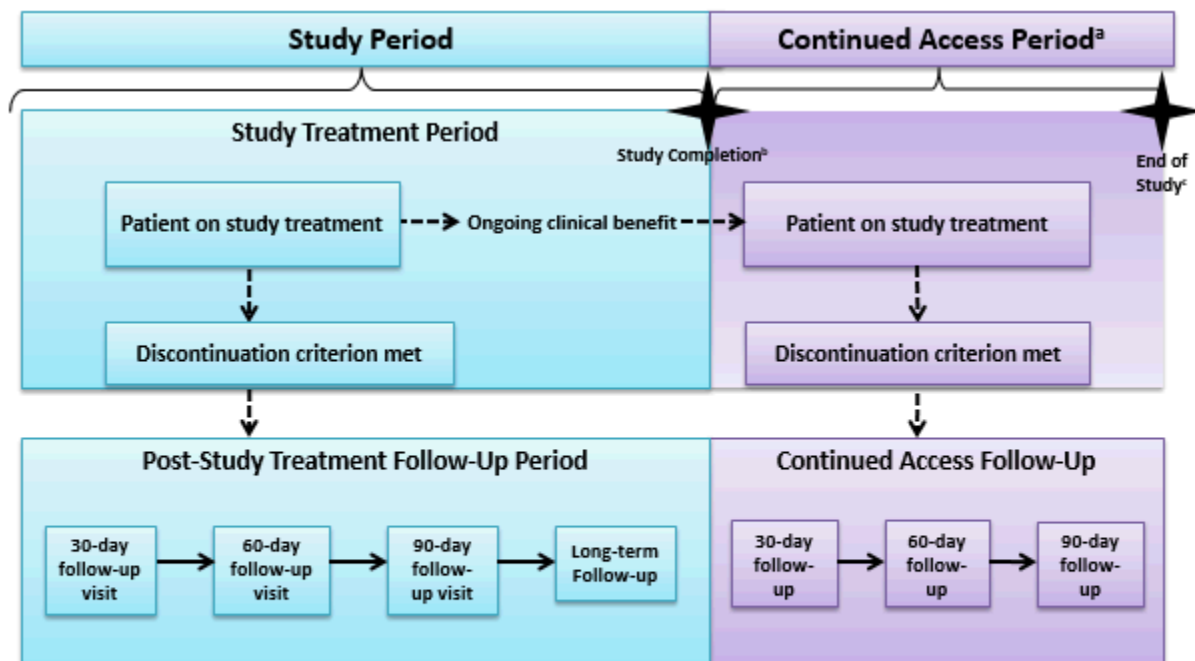 Study Period
Continued Access Periodᵃ
Study Treatment Period
Study Completionᵇ
End of
Studyᶜ
Patient on study treatment
Ongoing clinical benefit
Patient on study treatment
Discontinuation criterion met
Discontinuation criterion met
Post-Study Treatment Follow-Up Period
Continued Access Follow-Up
30-day
follow-up
visit
60-day
follow-up
visit
90-day
follow-
up visit
Long-term
Follow-up
30-day
follow-
up
60-day
follow-
up
90-day
follow-
up